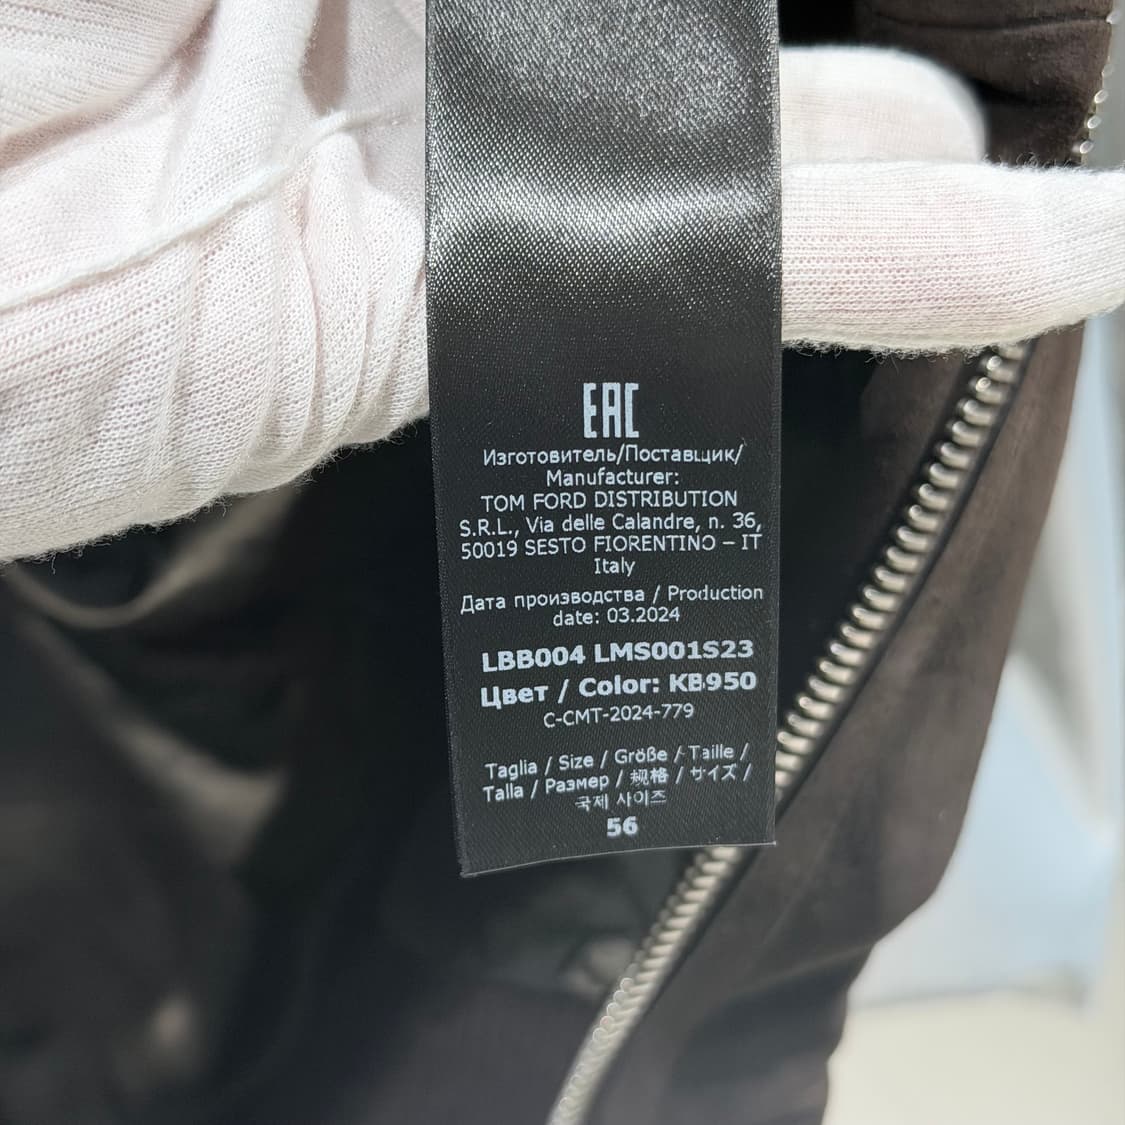 EAC
Изготовитель/Поставщик/
Manufacturer:
TOM FORD DISTRIBUTION
S.R.L., Via delle Calandre, n. 36,
50019 SESTO FIORENTINO – IT
Italy
Дата производства / Production
date: 03.2024
LBB004 LMS001S23
Цвет / Color: KB950
C-CMT-2024-779
Taglia / Size / Größe / Taille /
Talla / Размер / 规格 / サイズ /
국제 사이즈
56